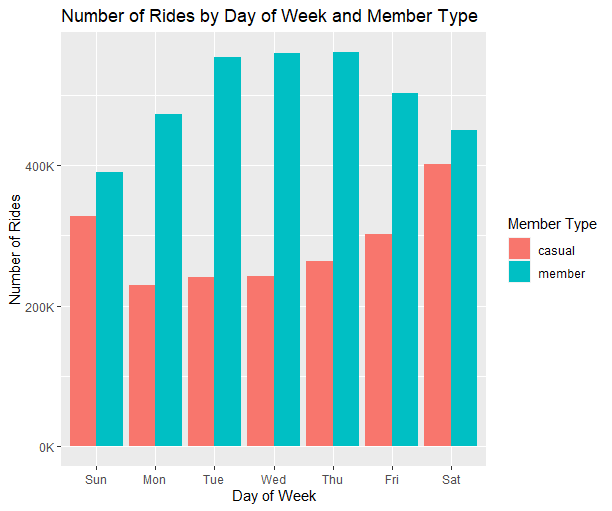 Number of Rides by Day of Week and Member Type
Number of Rides
400K
200K
0K
Sun Mon Tue Wed Thu Fri Sat
Day of Week
Member Type
casual
member